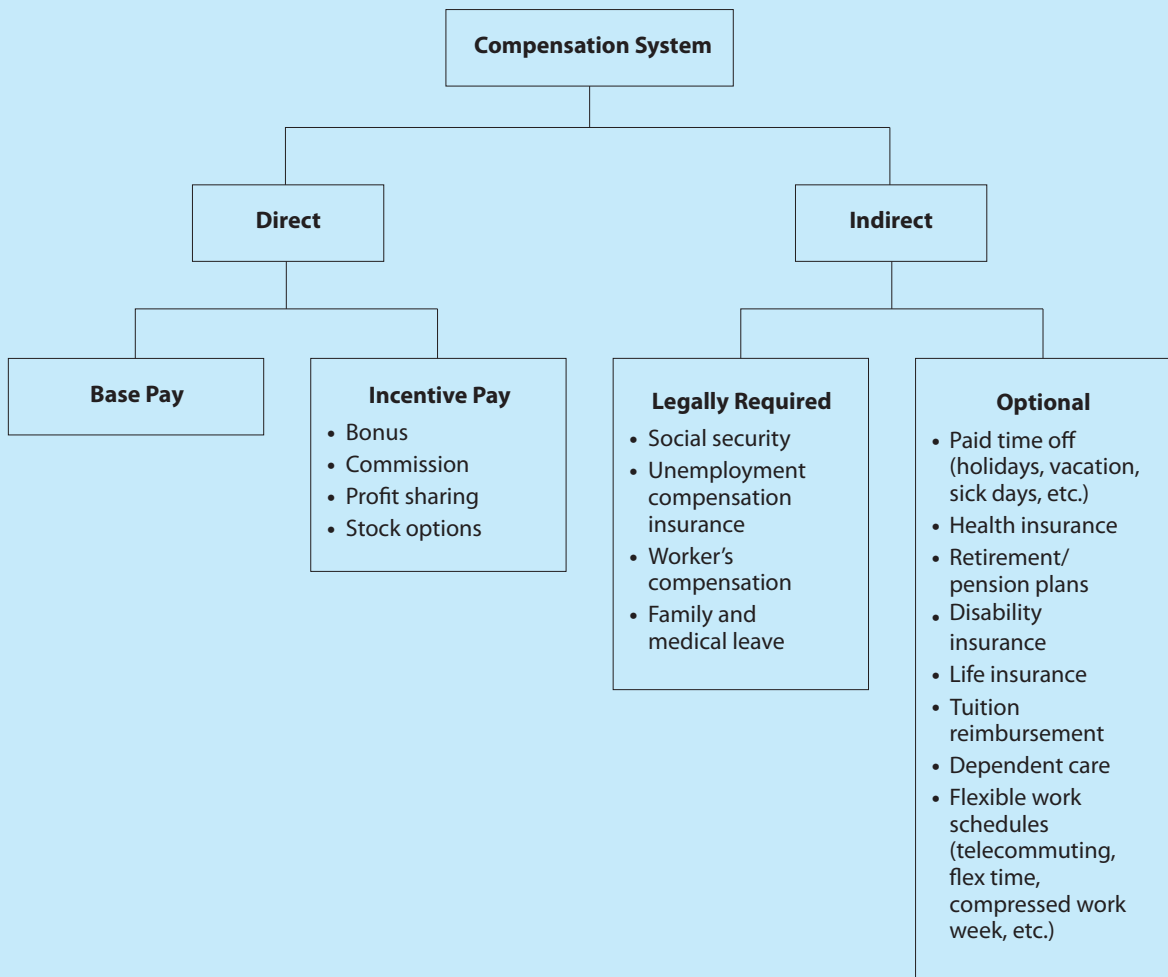 Compensation System
Direct
Indirect
Base Pay
Incentive Pay
• Bonus
• Commission
• Profit sharing
• Stock options
Legally Required
• Social security
• Unemployment
compensation
insurance
• Worker’s
compensation
• Family and
medical leave
Optional
• Paid time off
(holidays, vacation,
sick days, etc.)
• Health insurance
• Retirement/
pension plans
• Disability
insurance
• Life insurance
• Tuition
reimbursement
• Dependent care
• Flexible work
schedules
(telecommuting,
flex time,
compressed work
week, etc.)